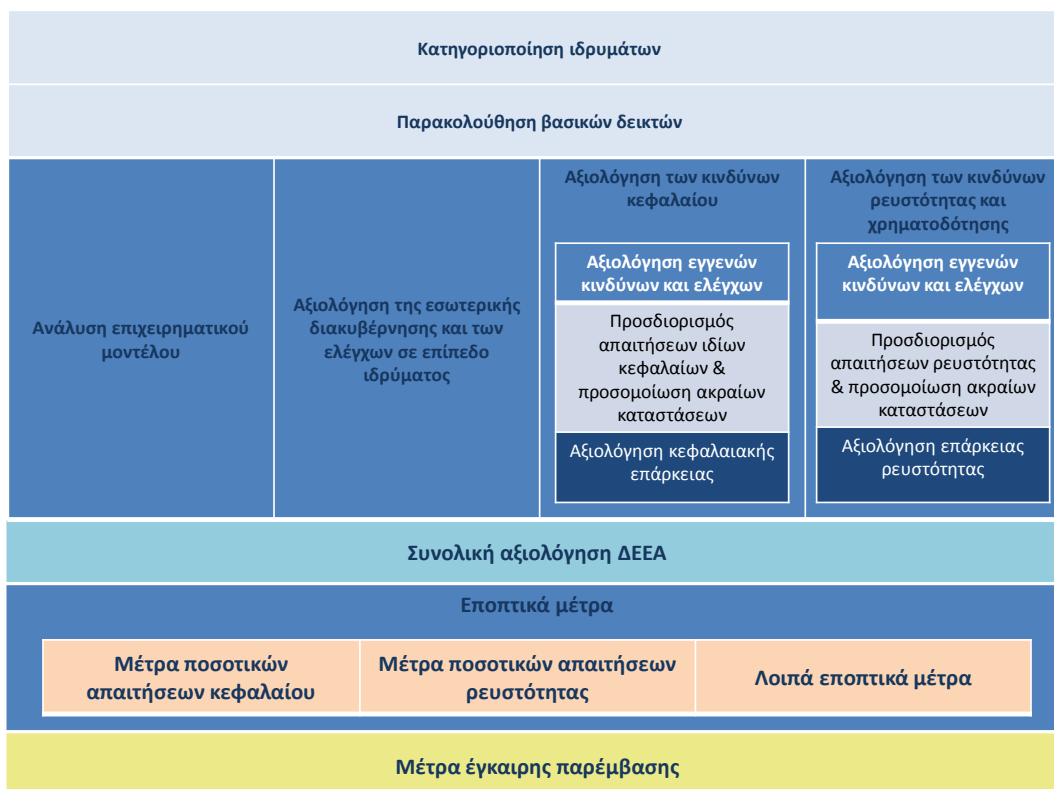 Κατηγοριοποίηση ιδρυμάτων
Παρακολούθηση βασικών δεικτών
Ανάλυση επιχειρηματικού
μοντέλου
Αξιολόγηση της εσωτερικής
διακυβέρνησης και των
ελέγχων σε επίπεδο
ιδρύματος
Αξιολόγηση των κινδύνων
κεφαλαίου
Αξιολόγηση εγγενών
κινδύνων και ελέγχων
Προσδιορισμός
απαιτήσεων ιδίων
κεφαλαίων &
προσομοίωση ακραίων
καταστάσεων
Αξιολόγηση κεφαλαιακής
επάρκειας
Αξιολόγηση των κινδύνων
ρευστότητας και
χρηματοδότησης
Αξιολόγηση εγγενών
κινδύνων και ελέγχων
Προσδιορισμός
απαιτήσεων ρευστότητας
& προσομοίωση ακραίων
καταστάσεων
Αξιολόγηση επάρκειας
ρευστότητας
Συνολική αξιολόγηση ΔΕΕΑ
Εποπτικά μέτρα
Μέτρα ποσοτικών
απαιτήσεων κεφαλαίου
Μέτρα ποσοτικών απαιτήσεων
ρευστότητας
Λοιπά εποπτικά μέτρα
Μέτρα έγκαιρης παρέμβασης